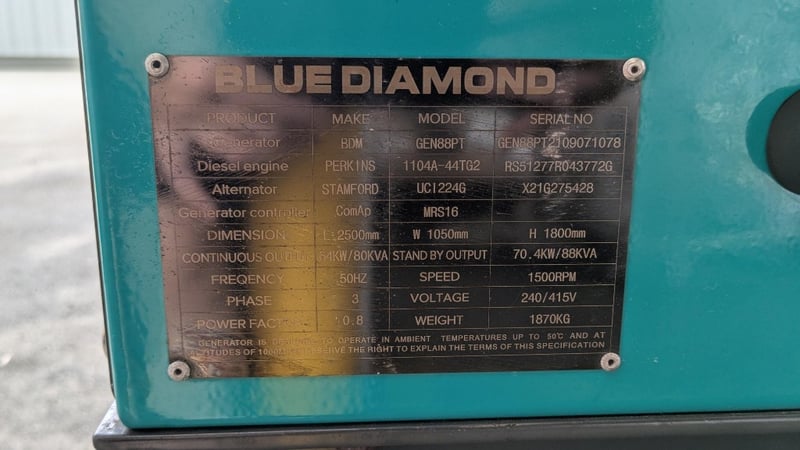 BLUE DIAMOND
PRODUCT MAKE MODEL SERIAL NO
Generator BDM GEN88PT GEN88PT2109071078
Diesel engine PERKINS 1104A-44TG2 RS51277R043772G
Alternator STAMFORD UCI224G X21G275428
Generator controller ComAp MRS16
DIMENSION L:2500mm W 1050mm H 1800mm
CONTINUOUS OUTPUT 64KW/80KVA STAND BY OUTPUT 70.4KW/88KVA
FREQENCY 50HZ SPEED 1500RPM
PHASE 3 VOLTAGE 240/415V
POWER FACT 0.8 WEIGHT 1870KG
GENERATOR IS TO OPERATE IN AMBIENT TEMPERATURES UP TO 50℃ AND AT
ALTITUDES OF THE RIGHT TO EXPLAIN THE TERMS OF THIS SPECIFICATION